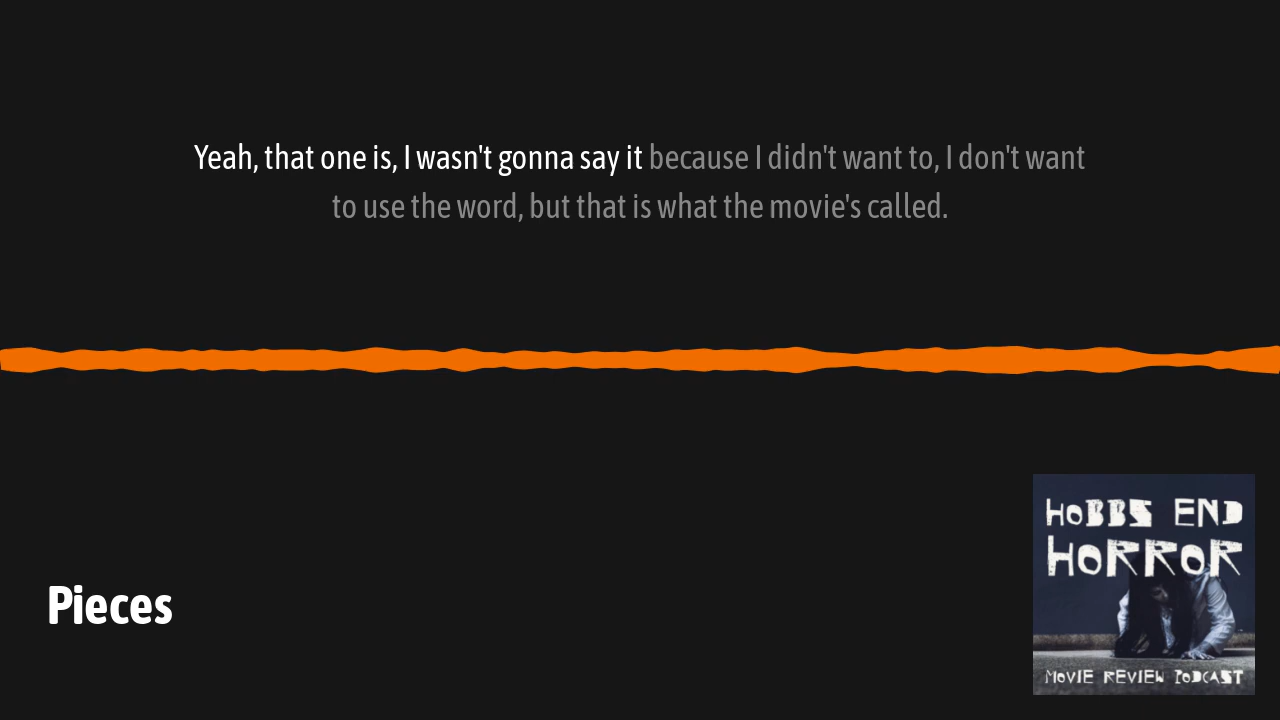 Yeah, that one is, I wasn't gonna say it because I didn't want to, I don't want
to use the word, but that is what the movie's called.
Pieces
HOBBS END
HORROR
MOVIE REVIEW PODCAST